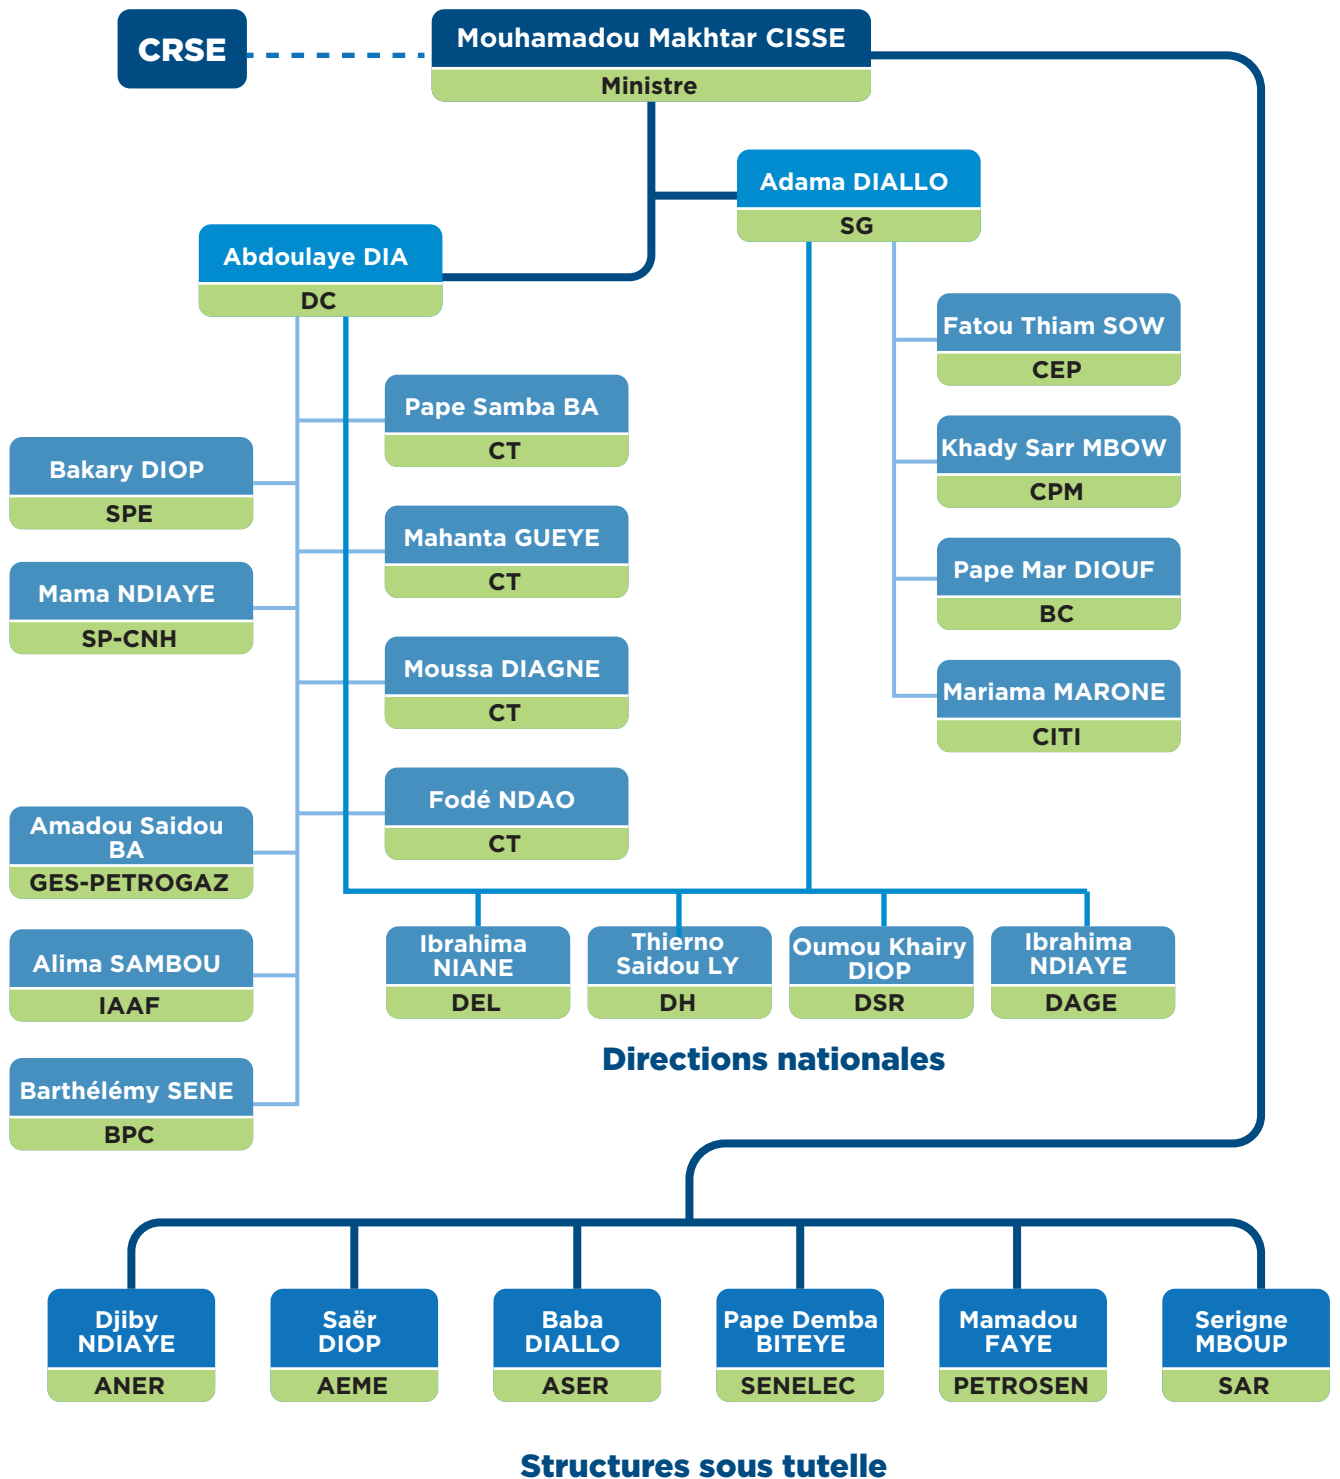 CRSE
Mouhamadou Makhtar CISSE
Ministre
Adama DIALLO
SG
Abdoulaye DIA
DC
Fatou Thiam SOW
CEP
Khady Sarr MBOW
CPM
Pape Mar DIOUF
BC
Mariama MARONE
CITI
Pape Samba BA
CT
Mahanta GUEYE
CT
Moussa DIAGNE
CT
Fodé NDAO
CT
Bakary DIOP
SPE
Mama NDIAYE
SP-CNH
Amadou Saidou
BA
GES-PETROGAZ
Alima SAMBOU
IAAF
Barthélémy SENE
BPC
Ibrahima
NIANE
DEL
Thierno
Saidou LY
DH
Oumou Khairy
DIOP
DSR
Ibrahima
NDIAYE
DAGE
Directions nationales
Djiby
NDIAYE
ANER
Saër
DIOP
AEME
Baba
DIALLO
ASER
Pape Demba
BITEYE
SENELEC
Mamadou
FAYE
PETROSEN
Serigne
MBOUP
SAR
Structures sous tutelle